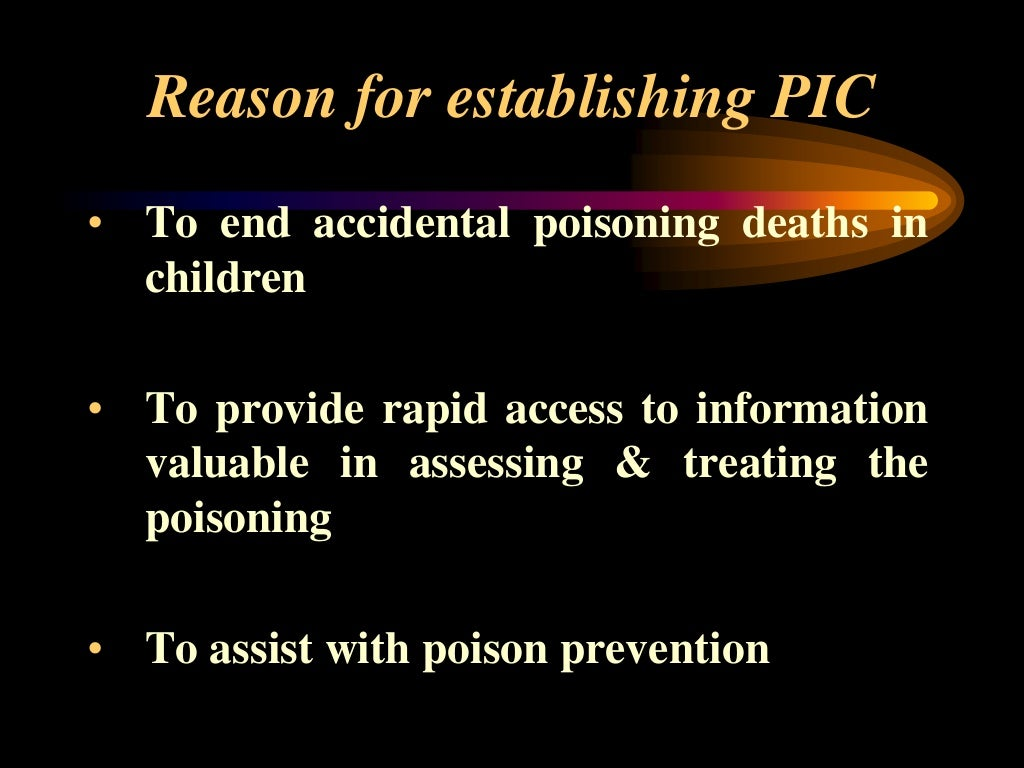 Reason for establishing PIC
• To end accidental poisoning deaths in
children
• To provide rapid access to information
valuable in assessing & treating the
poisoning
• To assist with poison prevention